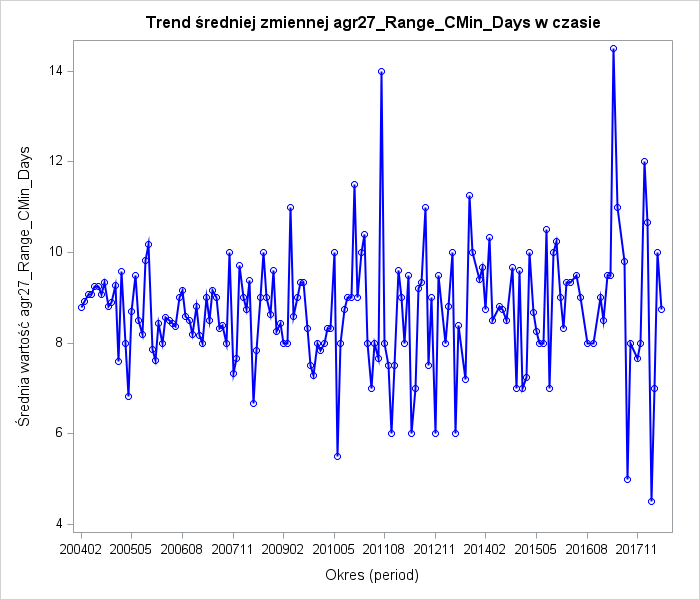 Trend średniej zmiennej agr27_Range_CMin_Days w czasie
Średnia wartość agr27_Range_CMin_Days
14
12
10
8
6
4
200402 200505 200608 200711 200902 201005 201108 201211 201402 201505 201608 201711
Okres (period)